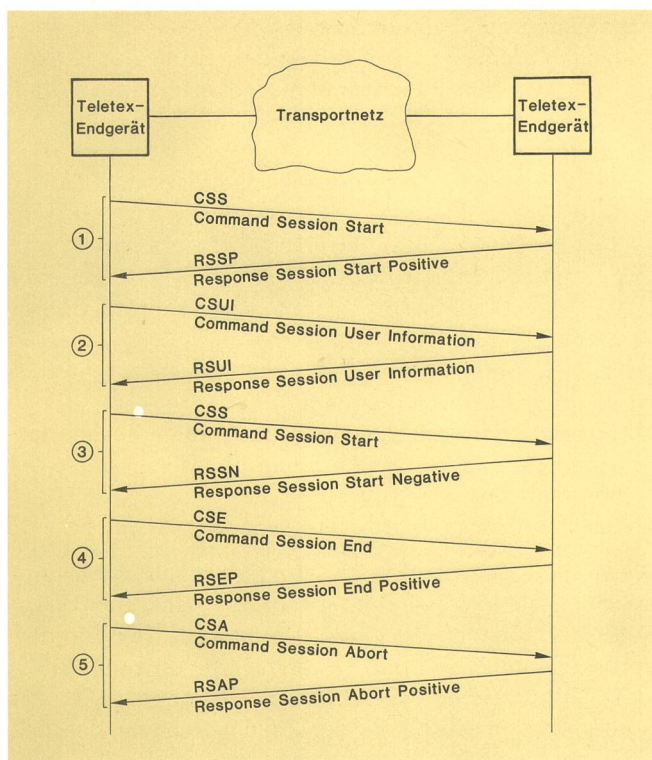 Teletex-
Endgerät
Transportnetz
Teletex-
Endgerät
①
CSS
Command Session Start
RSSP
Response Session Start Positive
②
CSUI
Command Session User Information
RSUI
Response Session User Information
③
CSS
Command Session Start
RSSN
Response Session Start Negative
④
CSE
Command Session End
RSEP
Response Session End Positive
⑤
CSA
Command Session Abort
RSAP
Response Session Abort Positive